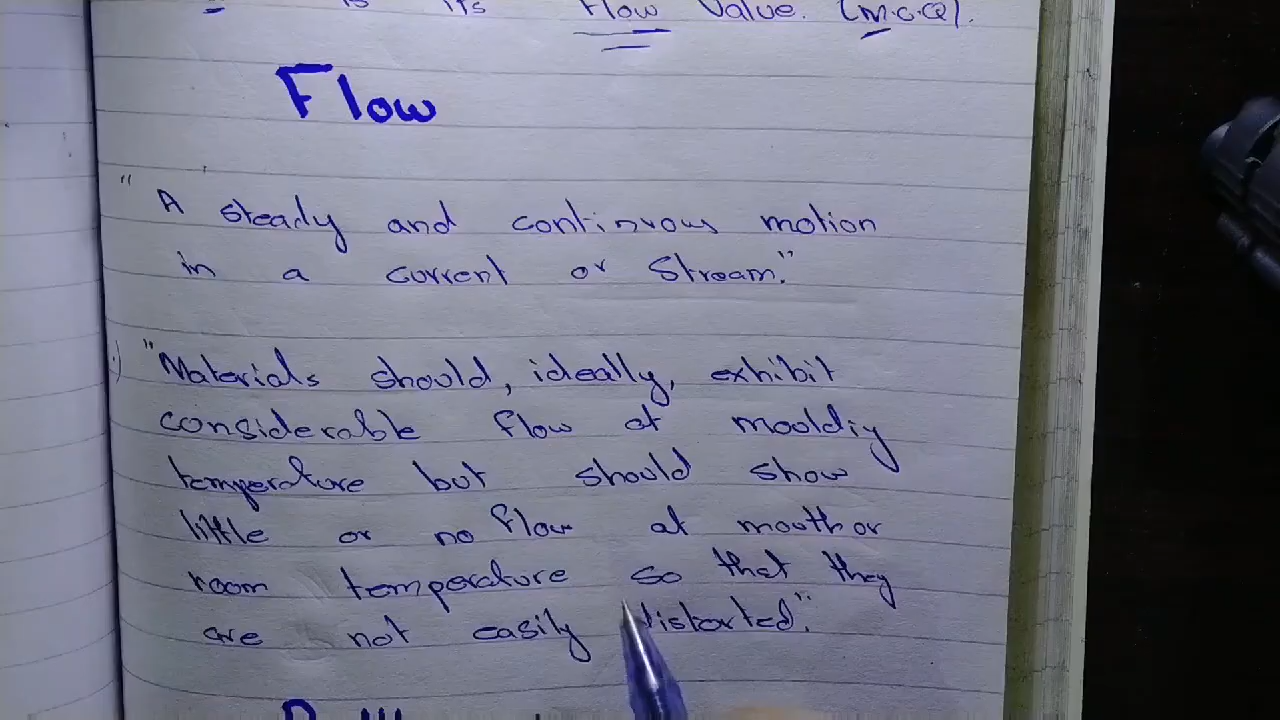 is its Flow Value. (M.C.Q).
Flow
"A steady and continuous motion
in a current or stream."
"Materials should, ideally, exhibit
considerable flow at mooldiy
temperature but should show
little or no flow at mouth or
room temperature so that they
are not easily distorted."